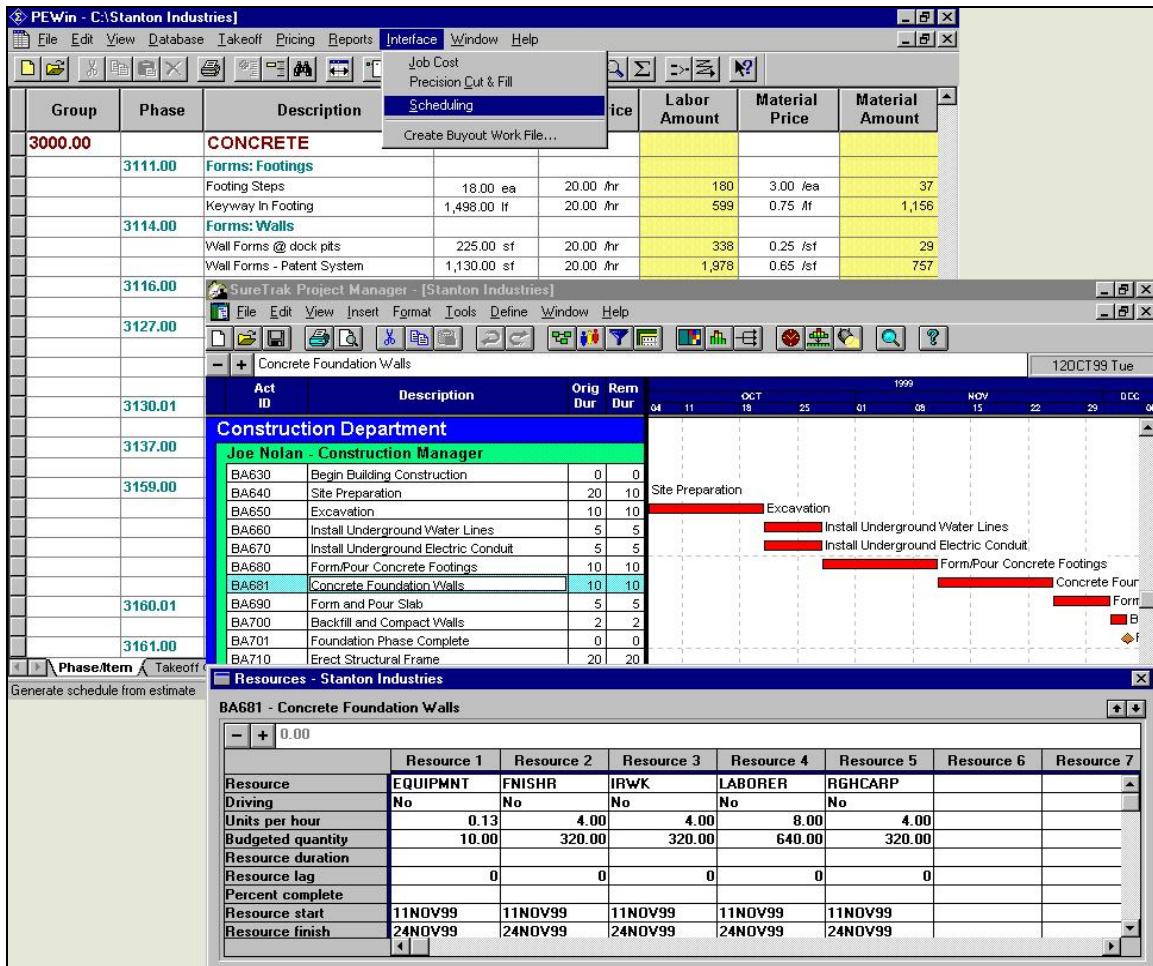 PEWin - C:\Stanton Industries]
File Edit View Database Takeoff Pricing Reports Interface Window Help
Job Cost
Precision Cut & Fill
Scheduling
Create Buyout Work File...
Group Phase Description ice Labor Amount Material Price Material Amount
3000.00 CONCRETE
3111.00 Forms: Footings
Footing Steps 18.00 ea 20.00 /hr 180 3.00 /ea 37
Keyway In Footing 1,498.00 lf 20.00 /hr 599 0.75 /lf 1,156
3114.00 Forms: Walls
Wall Forms @ dock pits 225.00 sf 20.00 /hr 338 0.25 /sf 29
Wall Forms - Patent System 1,130.00 sf 20.00 /hr 1,978 0.65 /sf 757
3116.00
3127.00
3130.01
3137.00
3159.00
3160.01
3161.00
Phase/Item Takeoff
Generate schedule from estimate
SureTrak Project Manager - [Stanton Industries]
File Edit View Insert Format Tools Define Window Help
Concrete Foundation Walls 12OCT99 Tue
Act ID Description Orig Dur Rem Dur
1999
OCT NOV DEC
04 11 18 25 01 08 15 22 29
Construction Department
Joe Nolan - Construction Manager
BA630 Begin Building Construction 0 0
BA640 Site Preparation 20 10 Site Preparation
BA650 Excavation 10 10 Excavation
BA660 Install Underground Water Lines 5 5 Install Underground Water Lines
BA670 Install Underground Electric Conduit 5 5 Install Underground Electric Conduit
BA680 Form/Pour Concrete Footings 10 10 Form/Pour Concrete Footings
BA681 Concrete Foundation Walls 10 10 Concrete Four
BA690 Form and Pour Slab 5 5 Form
BA700 Backfill and Compact Walls 2 2 B
BA701 Foundation Phase Complete 0 0
BA710 Erect Structural Frame 20 20
Resources - Stanton Industries
BA681 - Concrete Foundation Walls
0.00
Resource 1 Resource 2 Resource 3 Resource 4 Resource 5 Resource 6 Resource 7
Resource EQUIPMNT FNISHR IRWK LABORER RGHCARP
Driving No No No No No
Units per hour 0.13 4.00 4.00 8.00 4.00
Budgeted quantity 10.00 320.00 320.00 640.00 320.00
Resource duration
Resource lag 0 0 0 0 0
Percent complete
Resource start 11NOV99 11NOV99 11NOV99 11NOV99 11NOV99
Resource finish 24NOV99 24NOV99 24NOV99 24NOV99 24NOV99